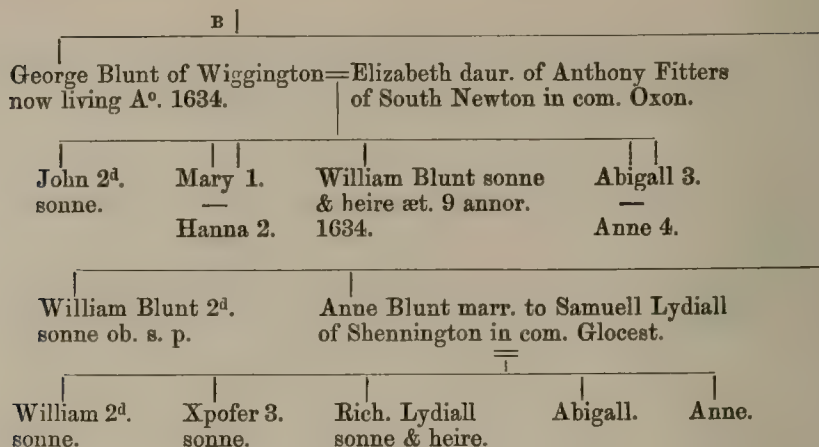 B
George Blunt of Wiggington=Elizabeth daur. of Anthony Fitters
now living Aº. 1634. of South Newton in com. Oxon.
John 2ᵈ. Mary 1. William Blunt sonne Abigall 3.
sonne. — & heire æt. 9 annor. —
Hanna 2. 1634. Anne 4.
William Blunt 2ᵈ. Anne Blunt marr. to Samuell Lydiall
sonne ob. s. p. of Shennington in com. Glocest.
William 2ᵈ. Xpofer 3. Rich. Lydiall Abigall. Anne.
sonne. sonne. sonne & heire.